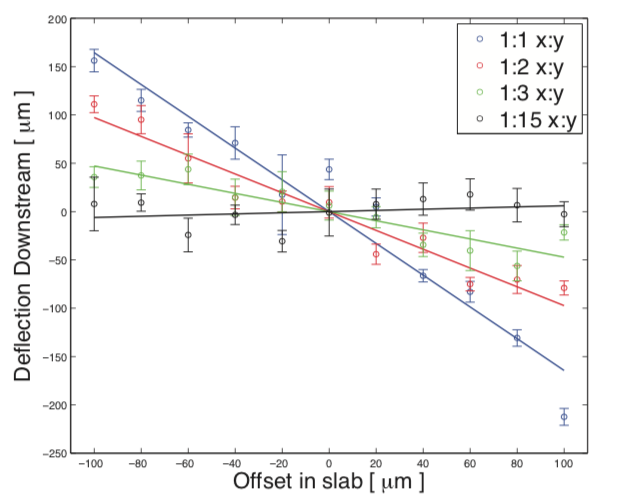 200
150
100
50
0
−50
−100
−150
−200
−250
Deflection Downstream [ μm ]
1:1 x:y
1:2 x:y
1:3 x:y
1:15 x:y
−100 −80 −60 −40 −20 0 20 40 60 80 100
Offset in slab [ μm ]